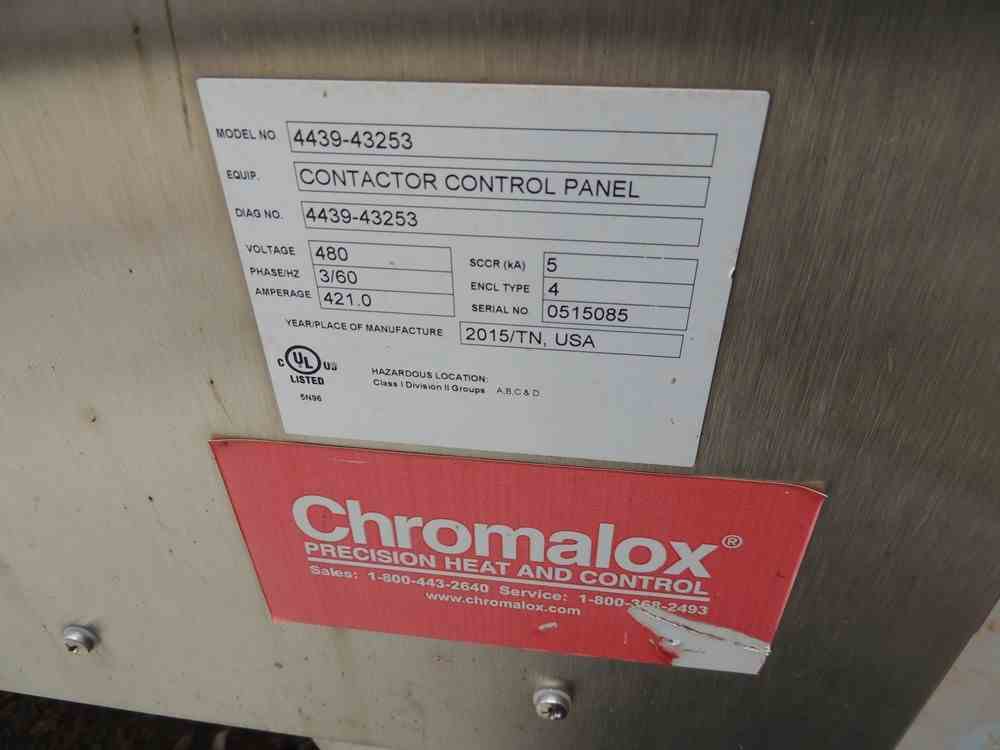 MODEL NO. 4439-43253
EQUIP. CONTACTOR CONTROL PANEL
DIAG NO. 4439-43253
VOLTAGE 480 SCCR (kA) 5
PHASE/HZ 3/60 ENCL TYPE 4
AMPERAGE 421.0 SERIAL NO. 0515085
YEAR/PLACE OF MANUFACTURE 2015/TN, USA
C UL US
LISTED
5N96
HAZARDOUS LOCATION:
Class I Division II Groups A,B,C & D
Chromalox®
PRECISION HEAT AND CONTROL
Sales: 1-800-443-2640 Service: 1-800-368-2493
www.chromalox.com